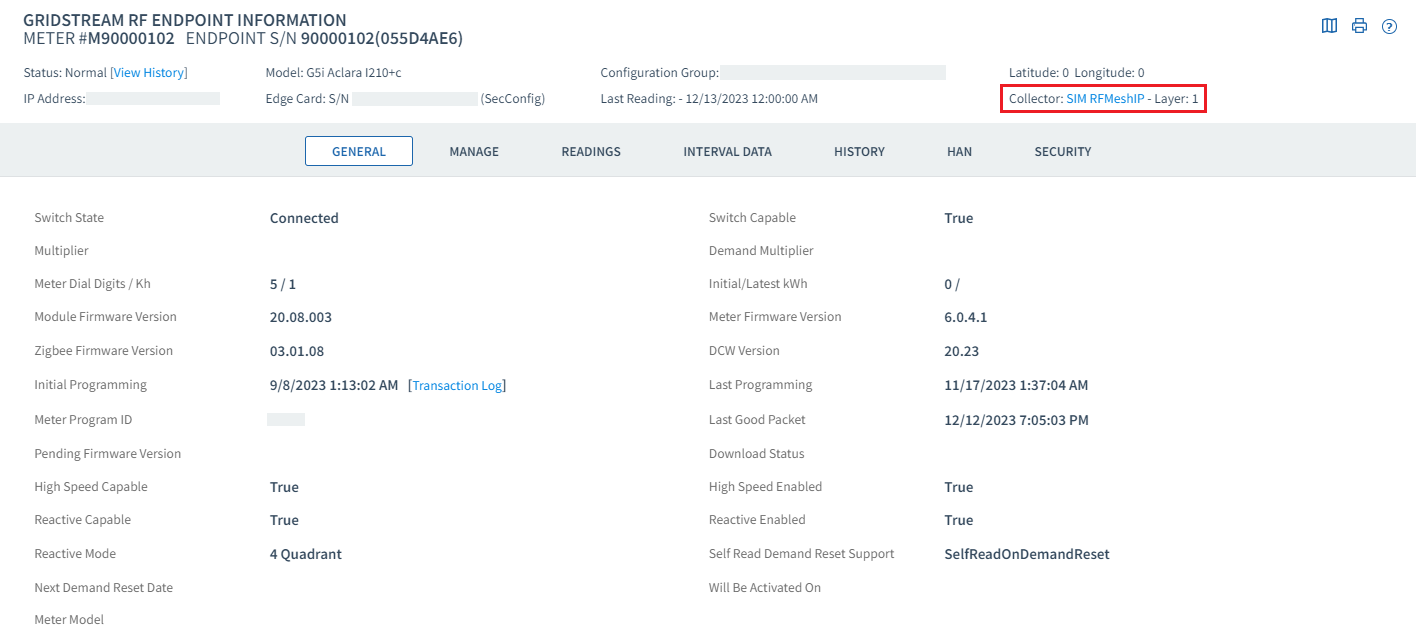 GRIDSTREAM RF ENDPOINT INFORMATION
METER #M90000102 ENDPOINT S/N 90000102(055D4AE6)
Status: Normal [View History] Model: G5i Aclara I210+c Configuration Group: Latitude: 0 Longitude: 0
IP Address: Edge Card: S/N (SecConfig) Last Reading: - 12/13/2023 12:00:00 AM Collector: SIM RFMeshIP - Layer: 1
GENERAL MANAGE READINGS INTERVAL DATA HISTORY HAN SECURITY
Switch State Connected Switch Capable True
Multiplier Demand Multiplier
Meter Dial Digits / Kh 5 / 1 Initial/Latest kWh 0 /
Module Firmware Version 20.08.003 Meter Firmware Version 6.0.4.1
Zigbee Firmware Version 03.01.08 DCW Version 20.23
Initial Programming 9/8/2023 1:13:02 AM [Transaction Log] Last Programming 11/17/2023 1:37:04 AM
Meter Program ID Last Good Packet 12/12/2023 7:05:03 PM
Pending Firmware Version Download Status
High Speed Capable True High Speed Enabled True
Reactive Capable True Reactive Enabled True
Reactive Mode 4 Quadrant Self Read Demand Reset Support SelfReadOnDemandReset
Next Demand Reset Date Will Be Activated On
Meter Model